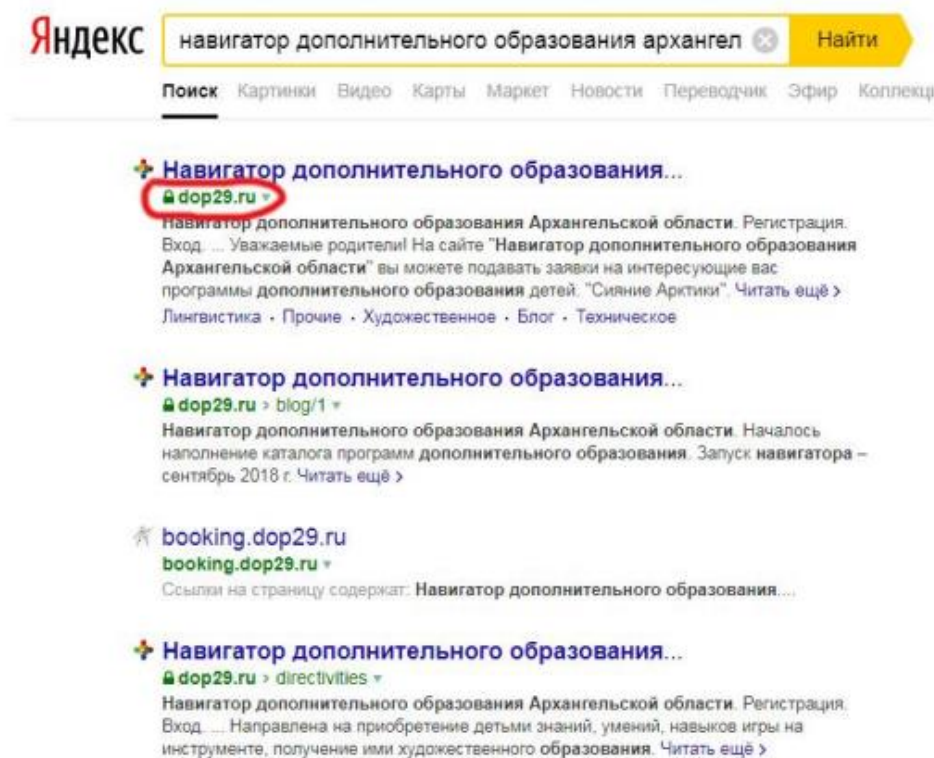 Яндекс
навигатор дополнительного образования архангел
Найти
Поиск Картинки Видео Карты Маркет Новости Переводчик Эфир Коллекц
Навигатор дополнительного образования...
dop29.ru
Навигатор дополнительного образования Архангельской области. Регистрация.
Вход. ... Уважаемые родители! На сайте "Навигатор дополнительного образования
Архангельской области" вы можете подавать заявки на интересующие вас
программы дополнительного образования детей. "Сияние Арктики". Читать ещё >
Лингвистика · Прочие · Художественное · Блог · Техническое
Навигатор дополнительного образования...
dop29.ru › blog/1
Навигатор дополнительного образования Архангельской области. Началось
наполнение каталога программ дополнительного образования. Запуск навигатора –
сентябрь 2018 г. Читать ещё >
booking.dop29.ru
booking.dop29.ru
Ссылки на страницу содержат: Навигатор дополнительного образования....
Навигатор дополнительного образования...
dop29.ru › directivities
Навигатор дополнительного образования Архангельской области. Регистрация.
Вход. ... Направлена на приобретение детьми знаний, умений, навыков игры на
инструменте, получение ими художественного образования. Читать ещё >